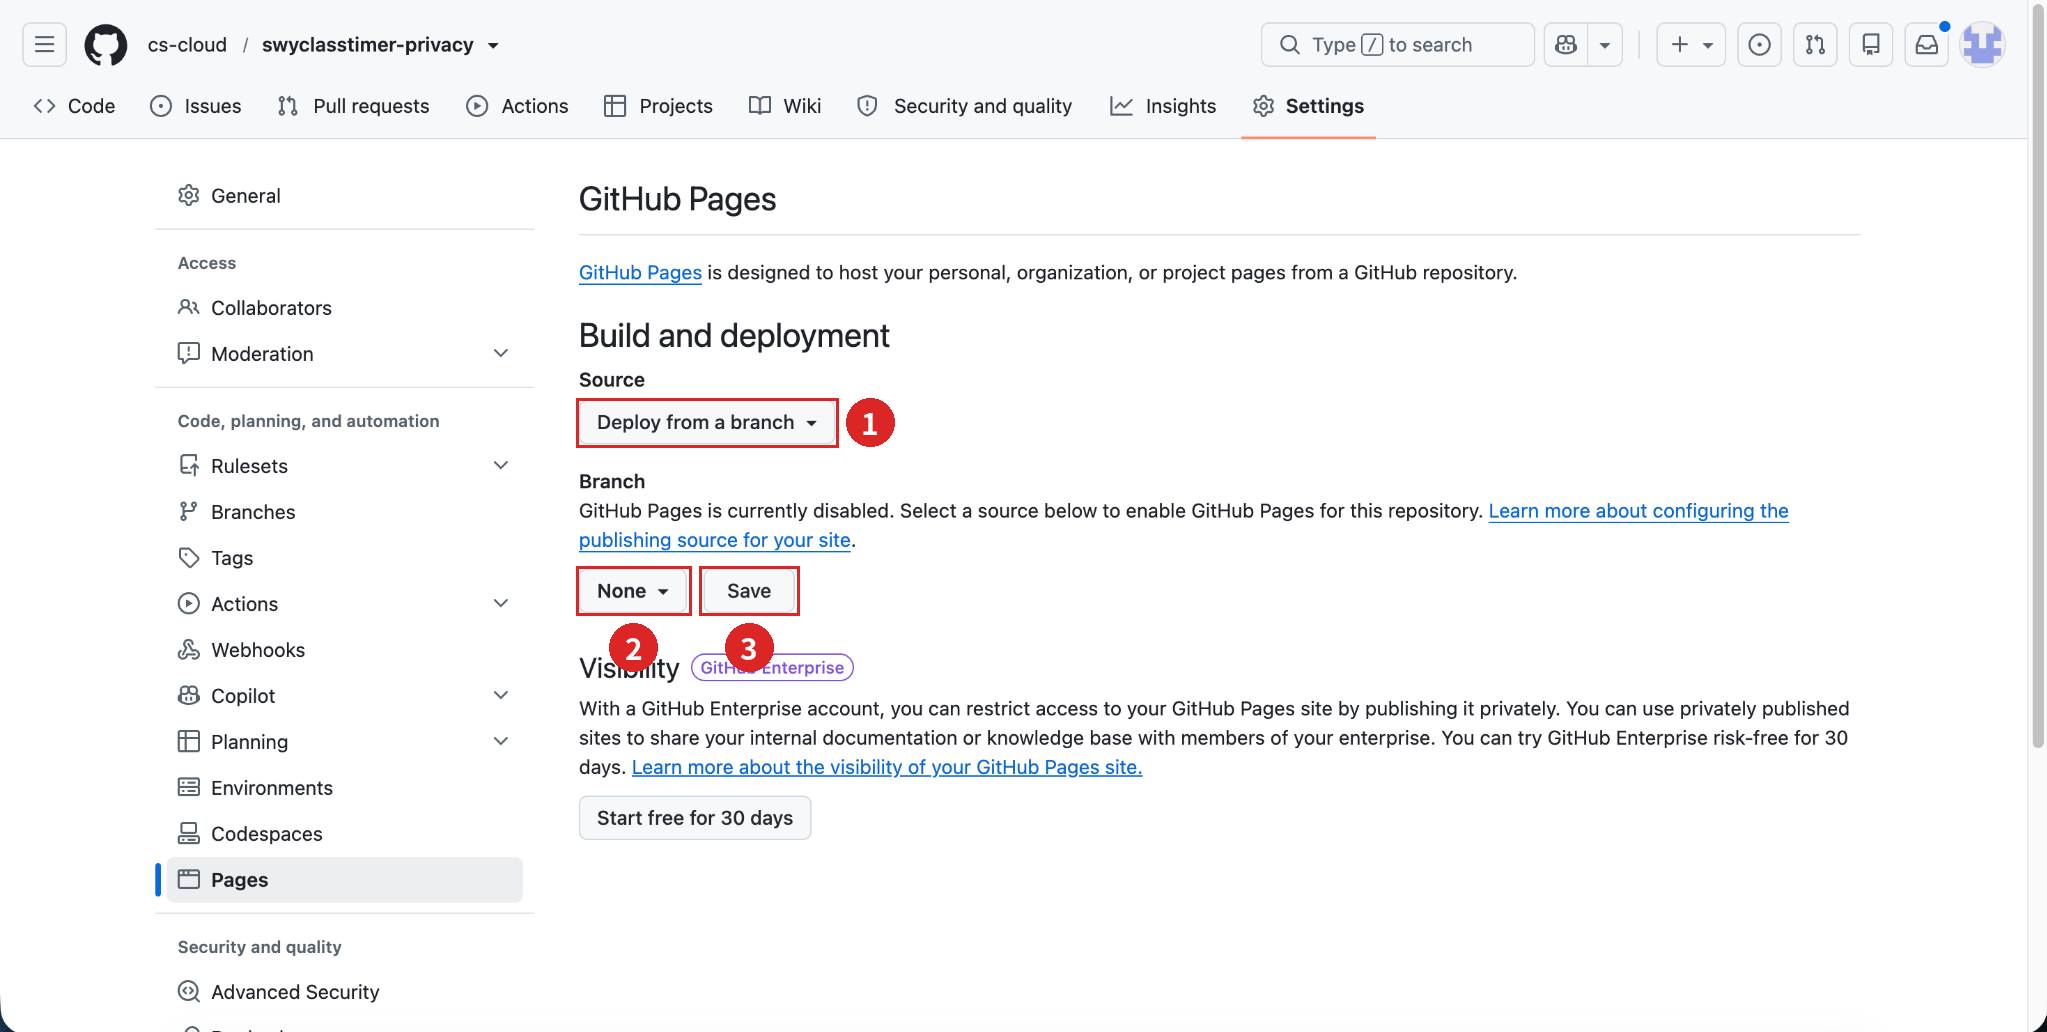 cs-cloud / swyclasstimer-privacy
Type / to search
Code
Issues
Pull requests
Actions
Projects
Wiki
Security and quality
Insights
Settings
General
Access
Collaborators
Moderation
Code, planning, and automation
Rulesets
Branches
Tags
Actions
Webhooks
Copilot
Planning
Environments
Codespaces
Pages
Security and quality
Advanced Security
GitHub Pages
GitHub Pages is designed to host your personal, organization, or project pages from a GitHub repository.
Build and deployment
Source
Deploy from a branch
1
Branch
GitHub Pages is currently disabled. Select a source below to enable GitHub Pages for this repository. Learn more about configuring the
publishing source for your site.
None
Save
2
3
Visibility
GitHub Enterprise
With a GitHub Enterprise account, you can restrict access to your GitHub Pages site by publishing it privately. You can use privately published
sites to share your internal documentation or knowledge base with members of your enterprise. You can try GitHub Enterprise risk-free for 30
days. Learn more about the visibility of your GitHub Pages site.
Start free for 30 days